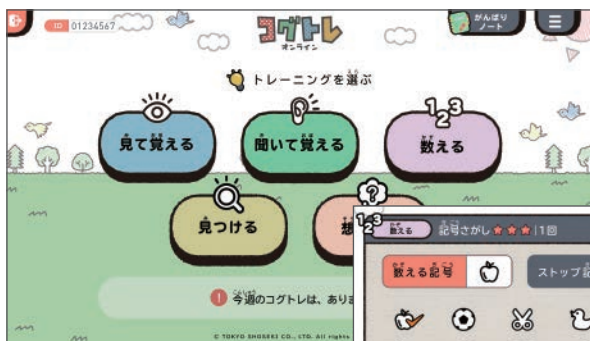 ID 01234567
コグトレ
オンライン
がんばり
ノート
トレーニングを選ぶ
見て覚える
聞いて覚える
123
数える
見つける
想
今週のコグトレは、ありま
© TOKYO SHOSEKI CO., LTD. All rights.
123
数える
記号さがし ★★★ | 1回
数える記号
ストップ記